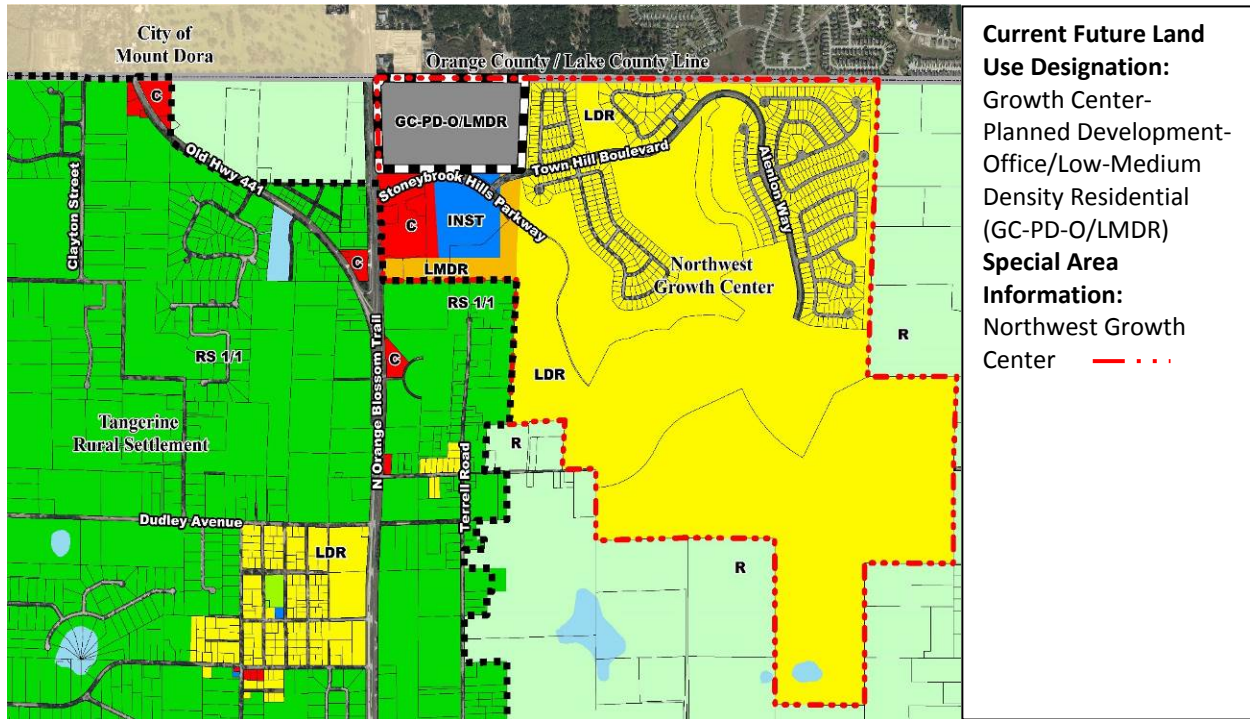 City of
Mount Dora
Orange County / Lake County Line
C
GC-PD-O/LMDR
LDR
Town Hill Boulevard
Alenlon Way
Old Hwy 441
Clayton Street
Stoneybrook Hills Parkway
C
INST
C
LMDR
Northwest
Growth Center
RS 1/1
R
RS 1/1
C
LDR
N Orange Blossom Trail
Tangerine
Rural Settlement
R
Terrell Road
Dudley Avenue
LDR
R
Current Future Land
Use Designation:
Growth Center-
Planned Development-
Office/Low-Medium
Density Residential
(GC-PD-O/LMDR)
Special Area
Information:
Northwest Growth
Center